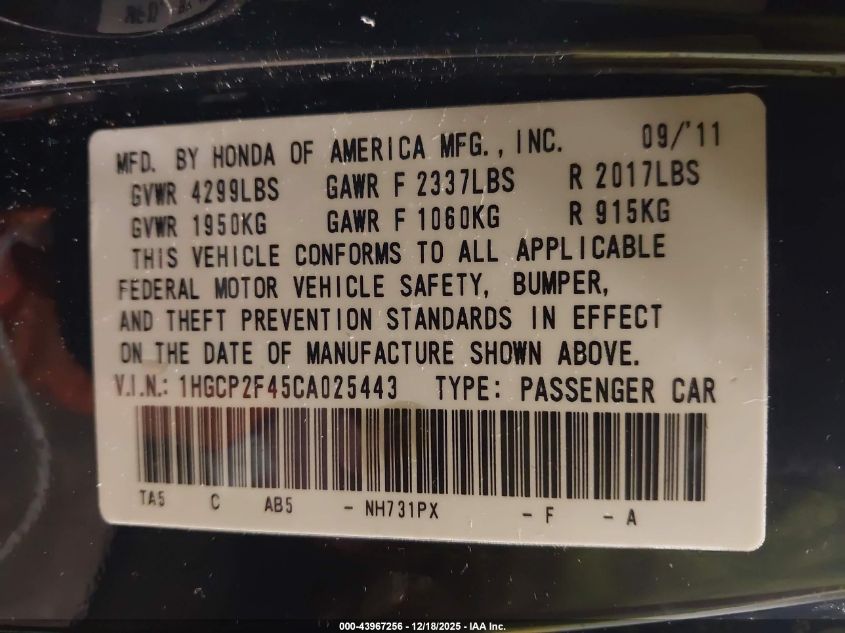 MFD. BY HONDA OF AMERICA MFG., INC. 09/'11
GVWR 4299LBS GAWR F 2337LBS R 2017LBS
GVWR 1950KG GAWR F 1060KG R 915KG
THIS VEHICLE CONFORMS TO ALL APPLICABLE
FEDERAL MOTOR VEHICLE SAFETY, BUMPER,
AND THEFT PREVENTION STANDARDS IN EFFECT
ON THE DATE OF MANUFACTURE SHOWN ABOVE.
V.I.N.: 1HGCP2F45CA025443 TYPE: PASSENGER CAR
TA5 C AB5 - NH731PX - F - A
000-43967256 - 12/18/2025 - IAA Inc.